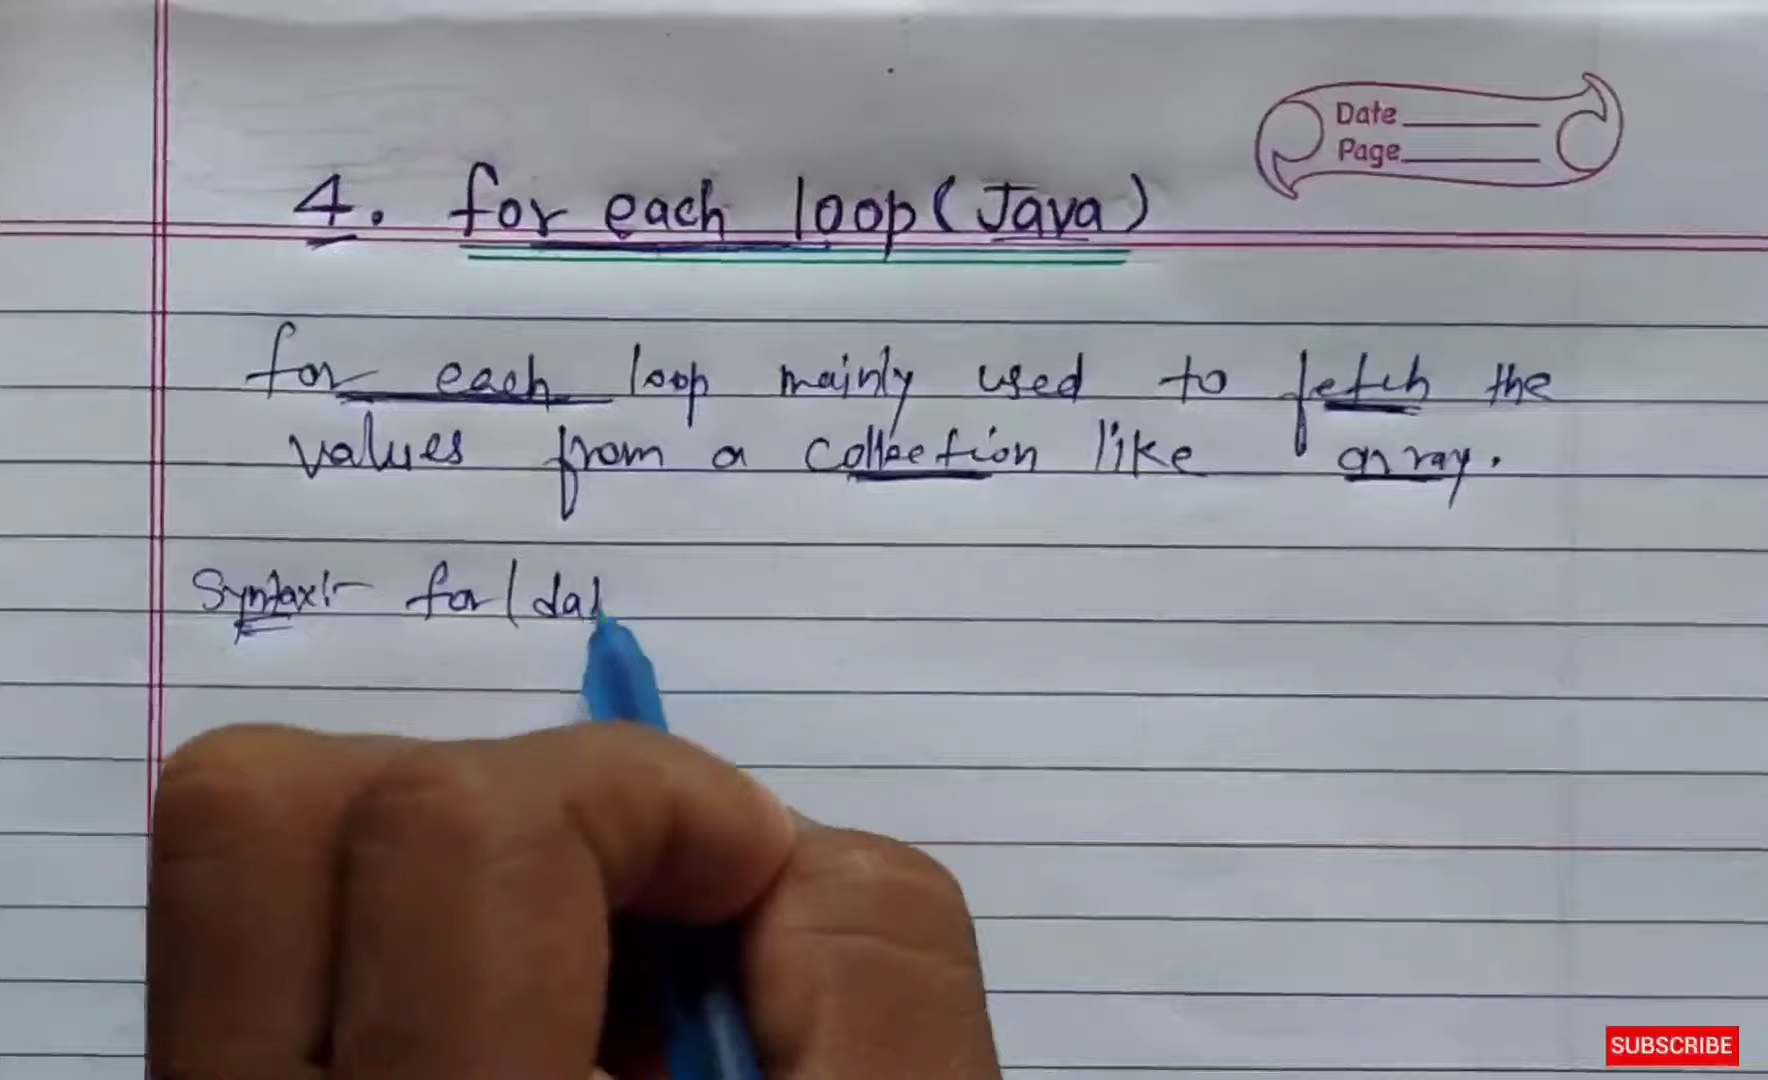 Date
Page
4. for each loop (Java)
for each loop mainly used to fetch the
values from a collection like array.
Syntax:- for( dat
SUBSCRIBE